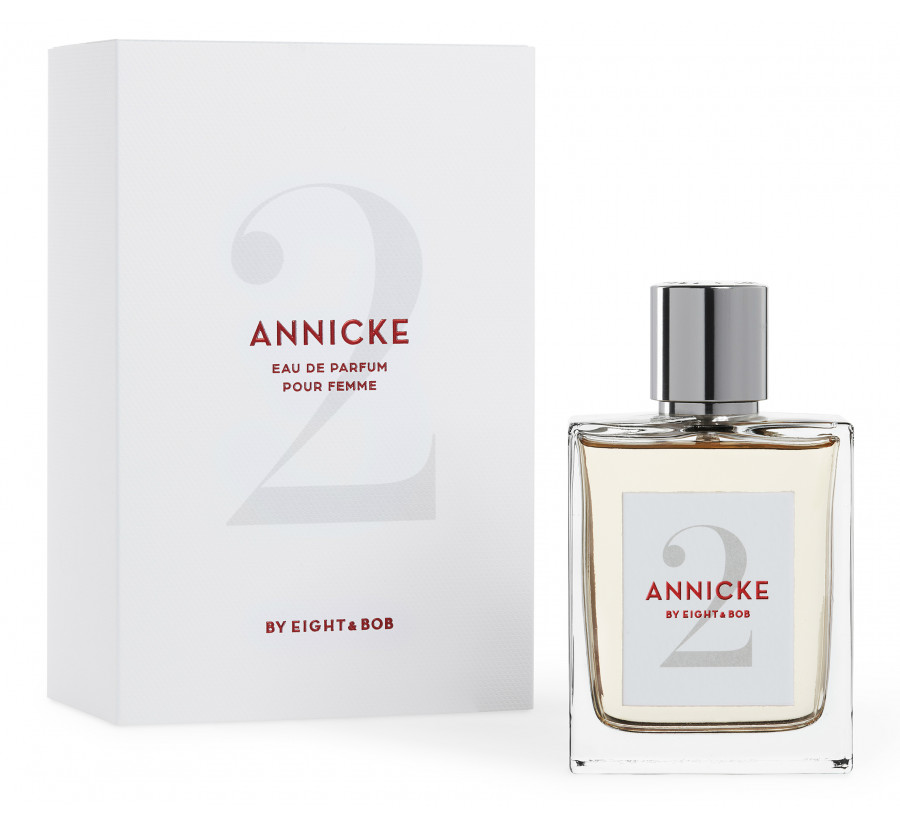 2
ANNICKE
EAU DE PARFUM
POUR FEMME
BY EIGHT & BOB
2
ANNICKE
BY EIGHT & BOB